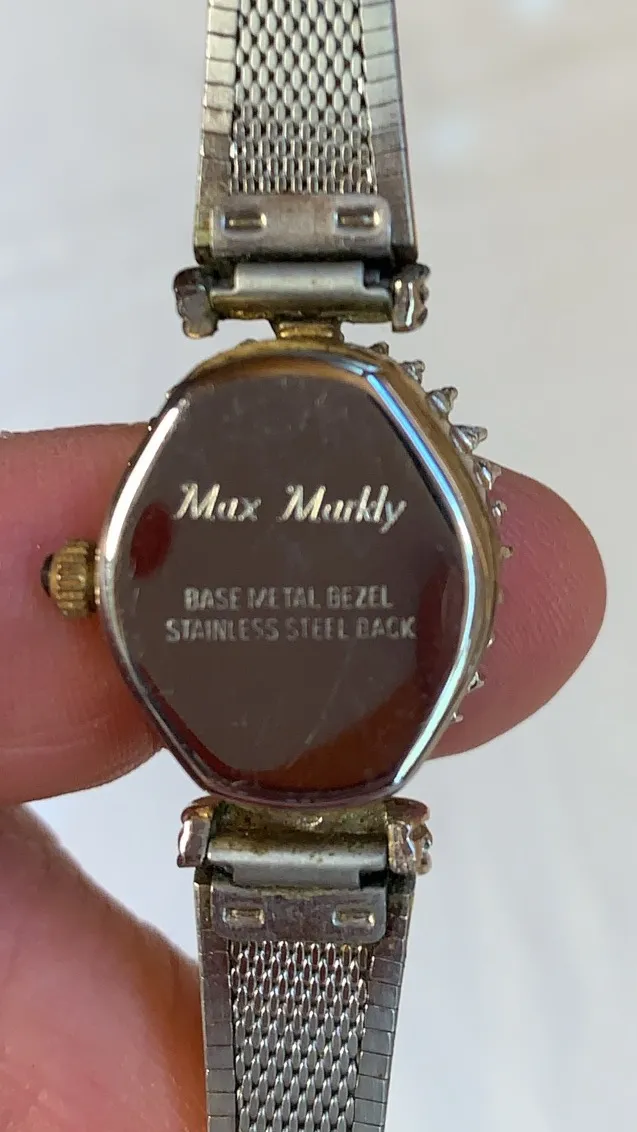 Max Markly
BASE METAL BEZEL
STAINLESS STEEL BACK